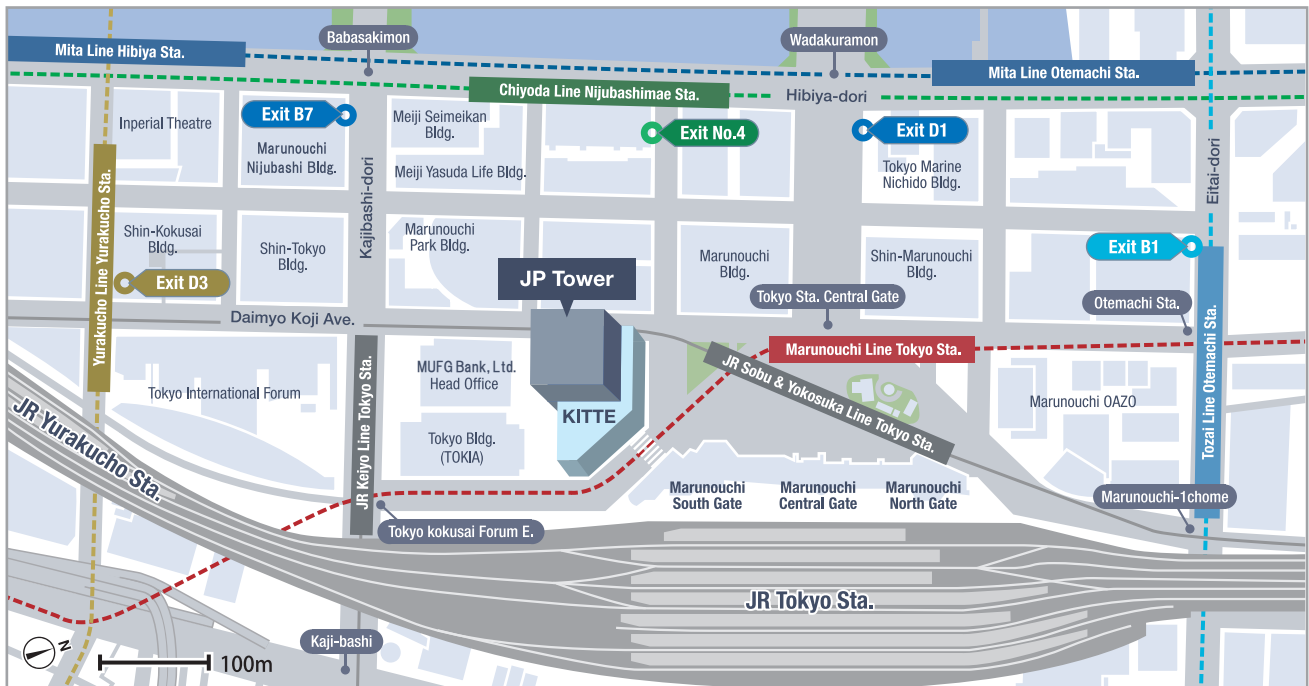 Babasakimon
Wadakuramon
Mita Line Hibiya Sta.
Mita Line Otemachi Sta.
Chiyoda Line Nijubashimae Sta.
Hibiya-dori
Inperial Theatre
Exit B7
Marunouchi
Nijubashi Bldg.
Meiji Seimeikan
Bldg.
Meiji Yasuda Life Bldg.
Exit No.4
Exit D1
Tokyo Marine
Nichido Bldg.
Eitai-dori
Kajibashi-dori
Yurakucho Line Yurakucho Sta.
Shin-Kokusai
Bldg.
Exit D3
Shin-Tokyo
Bldg.
Marunouchi
Park Bldg.
JP Tower
Marunouchi
Bldg.
Shin-Marunouchi
Bldg.
Exit B1
Tokyo Sta. Central Gate
Otemachi Sta.
Daimyo Koji Ave.
Marunouchi Line Tokyo Sta.
JR Sobu & Yokosuka Line Tokyo Sta.
Tozai Line Otemachi Sta.
JR Keiyo Line Tokyo Sta.
MUFG Bank, Ltd.
Head Office
KITTE
Tokyo International Forum
Marunouchi OAZO
Tokyo Bldg.
(TOKIA)
JR Yurakucho Sta.
Marunouchi
South Gate
Marunouchi
Central Gate
Marunouchi
North Gate
Marunouchi-1chome
Tokyo kokusai Forum E.
JR Tokyo Sta.
Kaji-bashi
N
100m